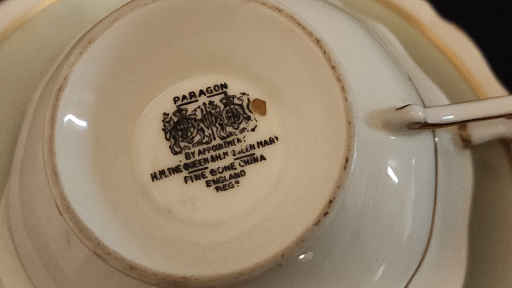 PARAGON
BY APPOINTMENT
H.M. THE QUEEN & H.M. QUEEN MARY
FINE BONE CHINA
ENGLAND
REGD